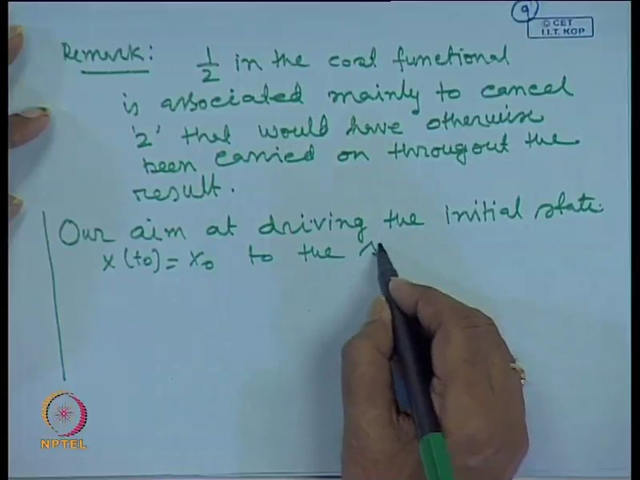 9
© CET
I.I.T. KGP
Remark: 1/2 in the cost functional
is associated mainly to cancel
'2' that would have otherwise
been carried on througout the
result.
Our aim at driving the initial state
x(t0) = x0 to the
NPTEL